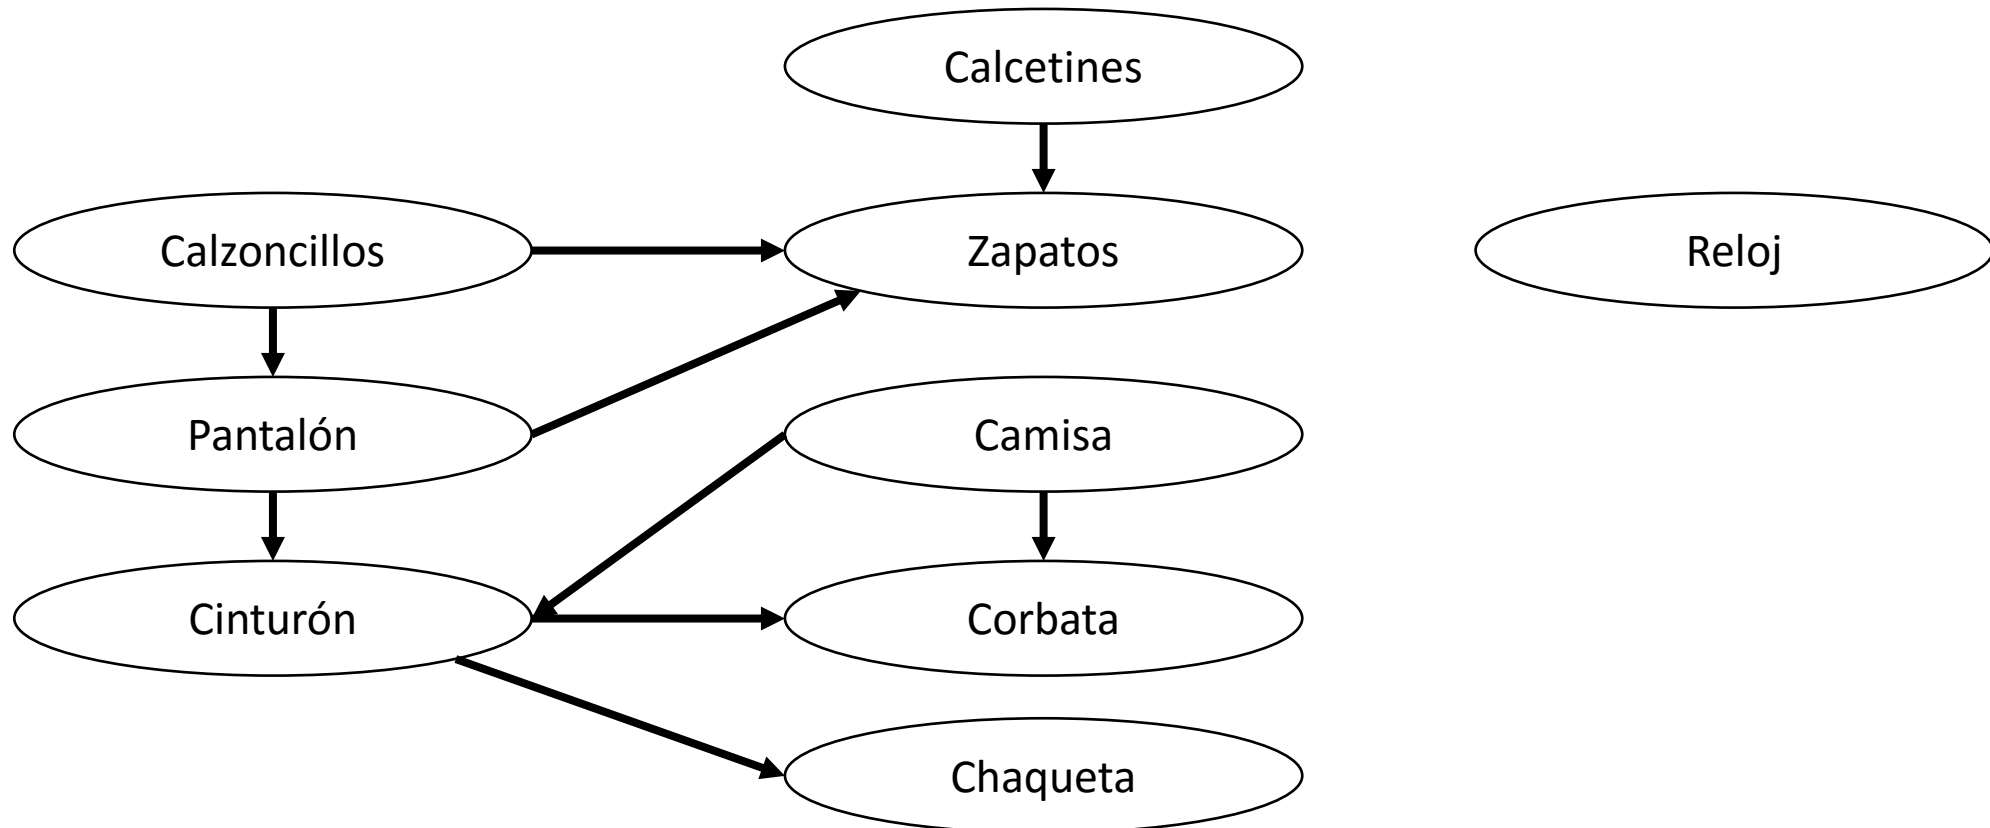 Calcetines
Calzoncillos
Zapatos
Reloj
Pantalón
Camisa
Cinturón
Corbata
Chaqueta